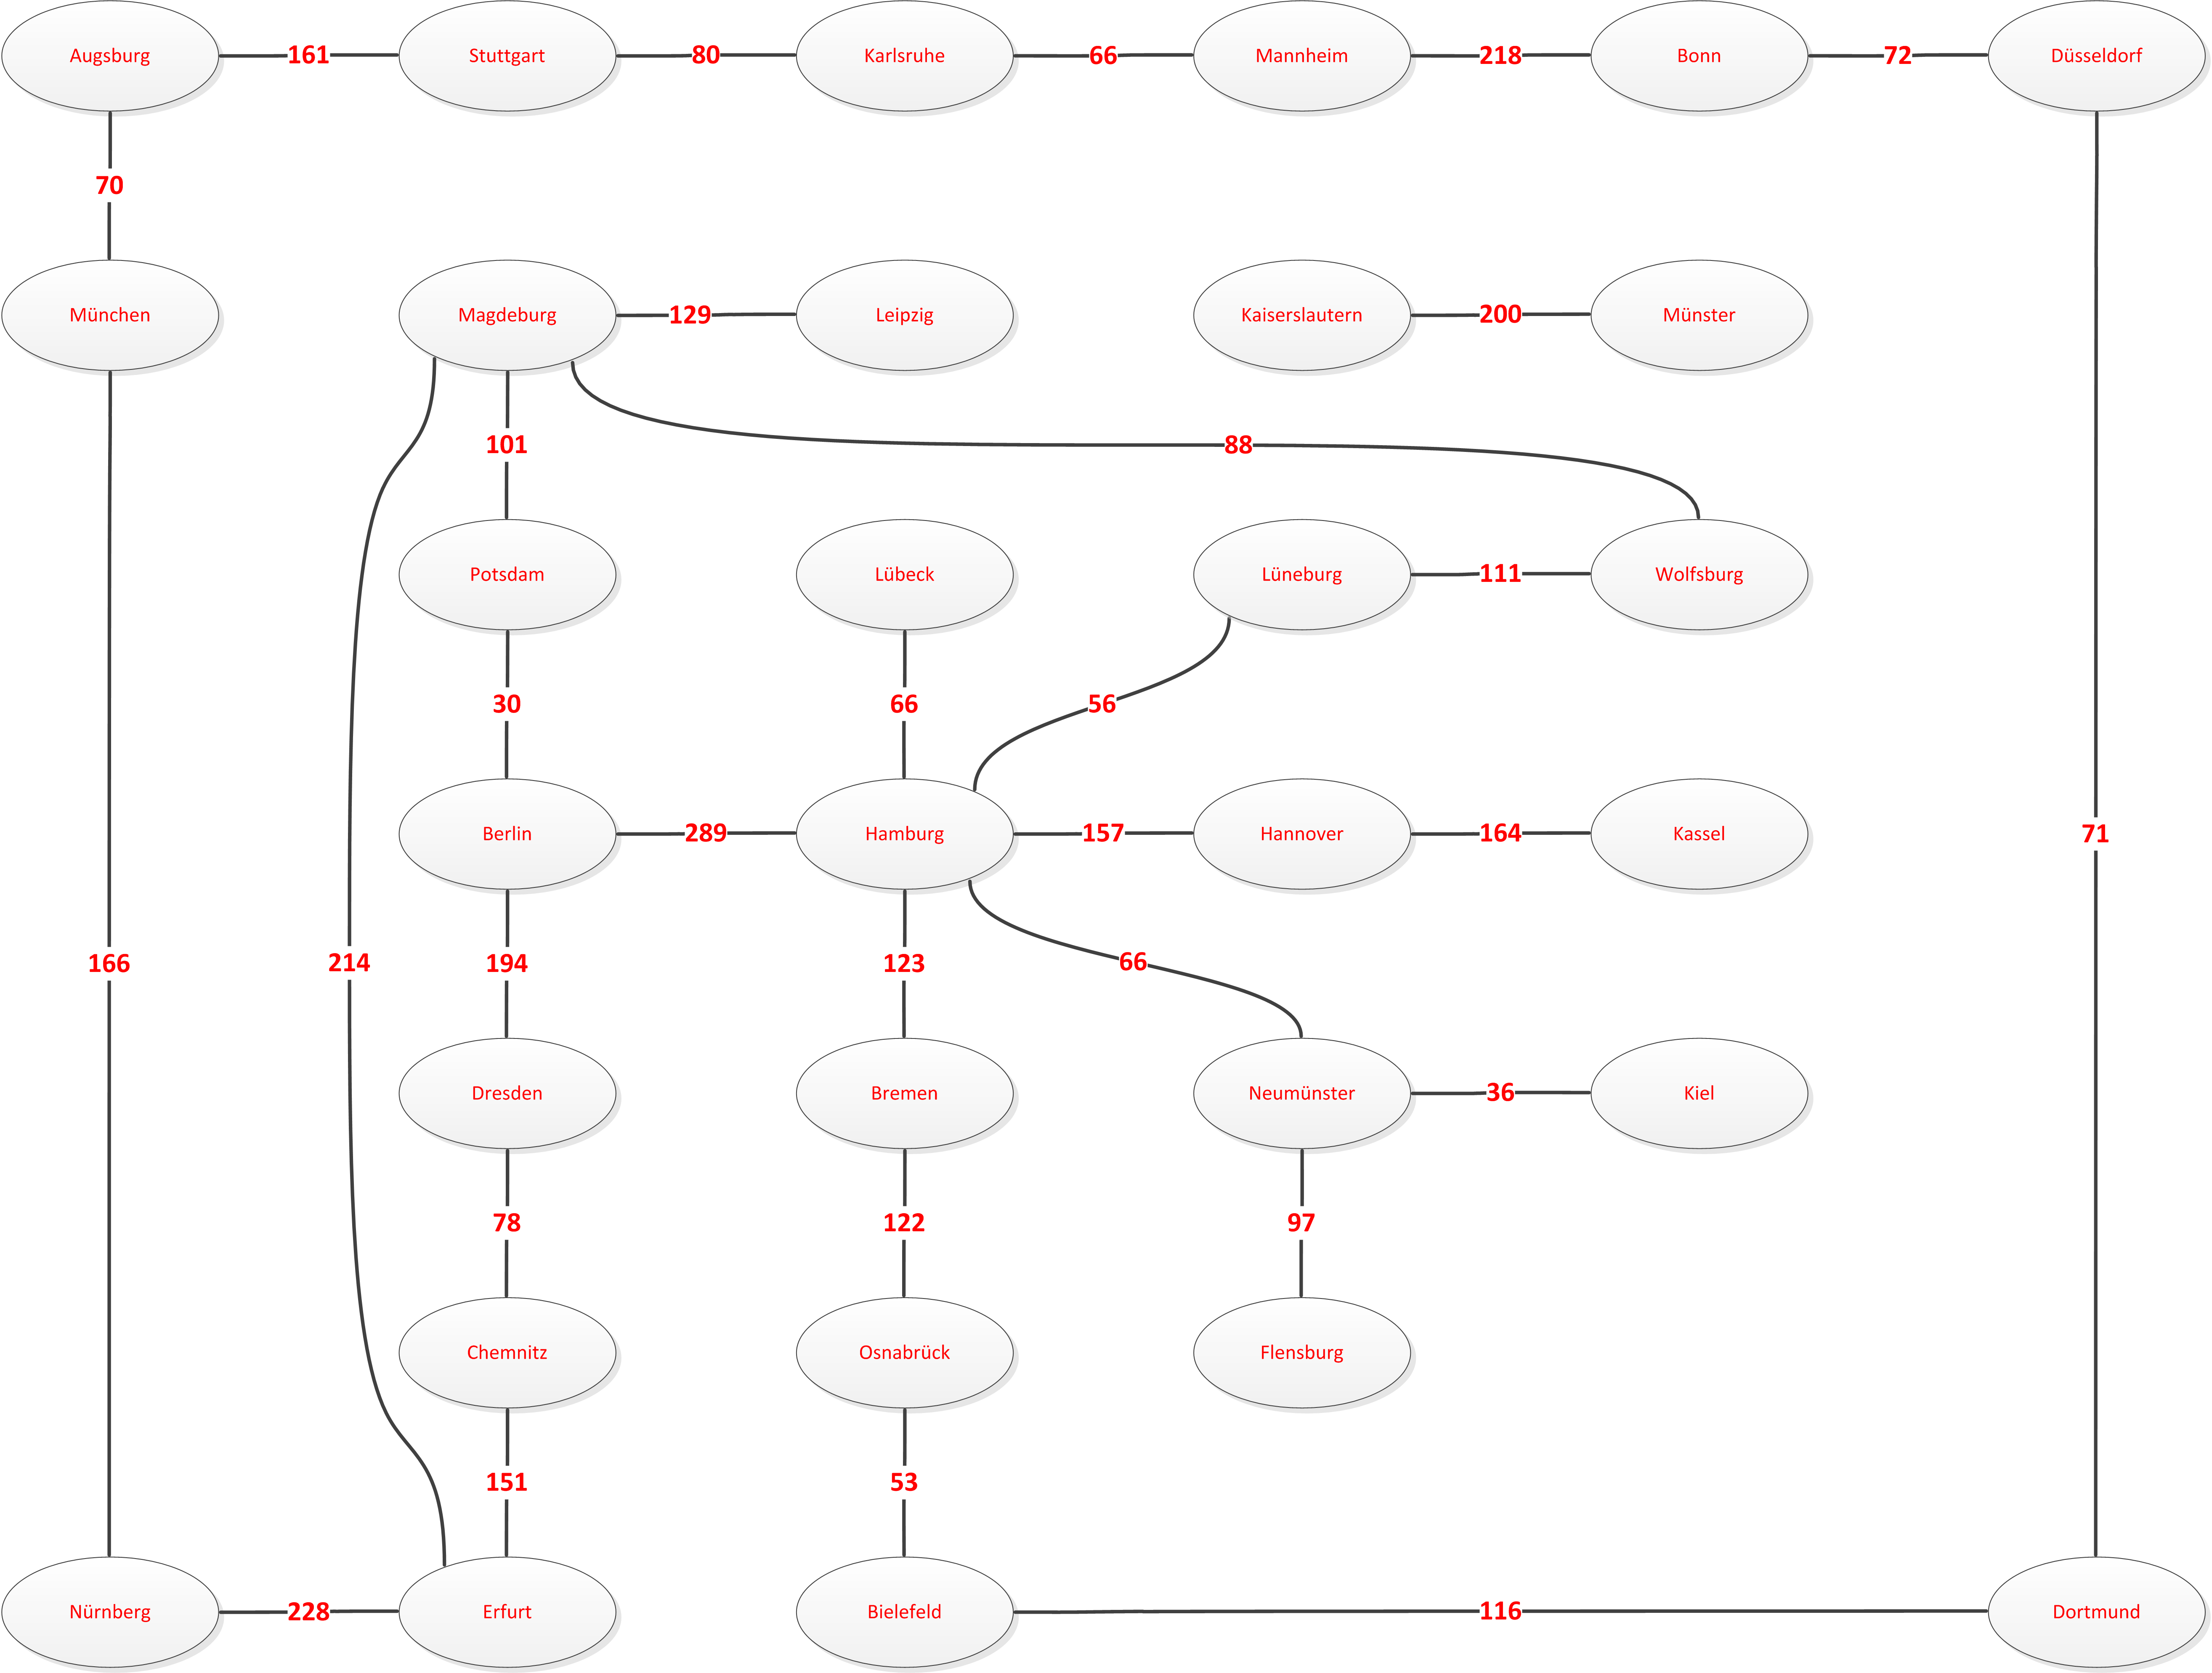 Augsburg 161 Stuttgart 80 Karlsruhe 66 Mannheim 218 Bonn 72 Düsseldorf
70
München Magdeburg 129 Leipzig Kaiserslautern 200 Münster
101 88
Potsdam Lübeck Lüneburg 111 Wolfsburg
30 66 56
Berlin 289 Hamburg 157 Hannover 164 Kassel 71
166 214 194 123 66
Dresden Bremen Neumünster 36 Kiel
78 122 97
Chemnitz Osnabrück Flensburg
151 53
Nürnberg 228 Erfurt Bielefeld 116 Dortmund